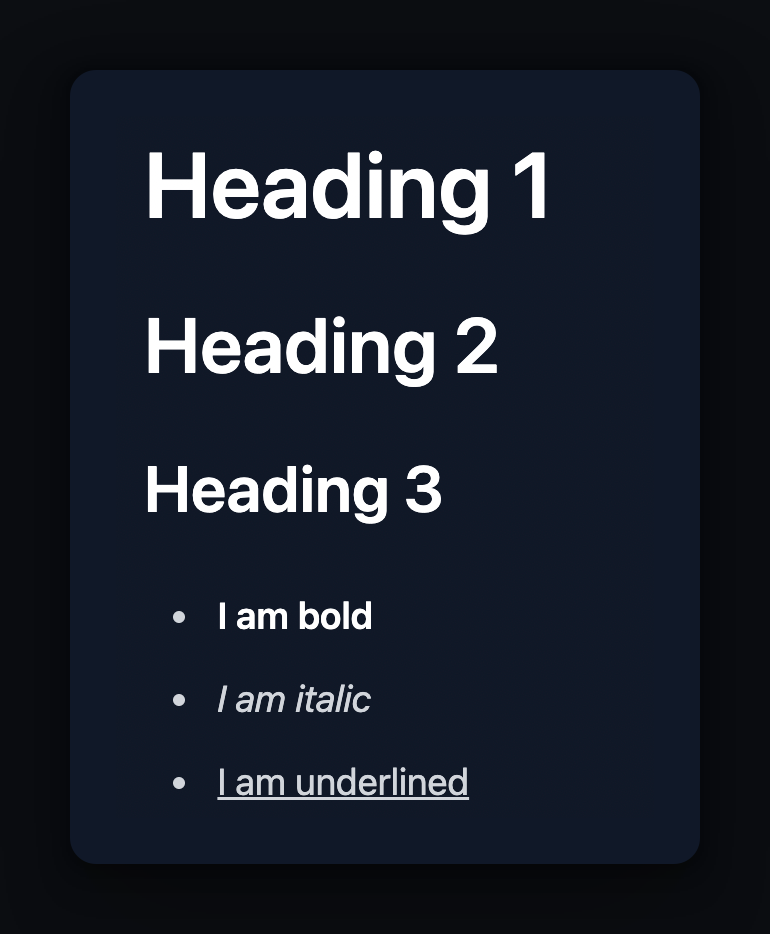 Heading 1
Heading 2
Heading 3
I am bold
I am italic
I am underlined